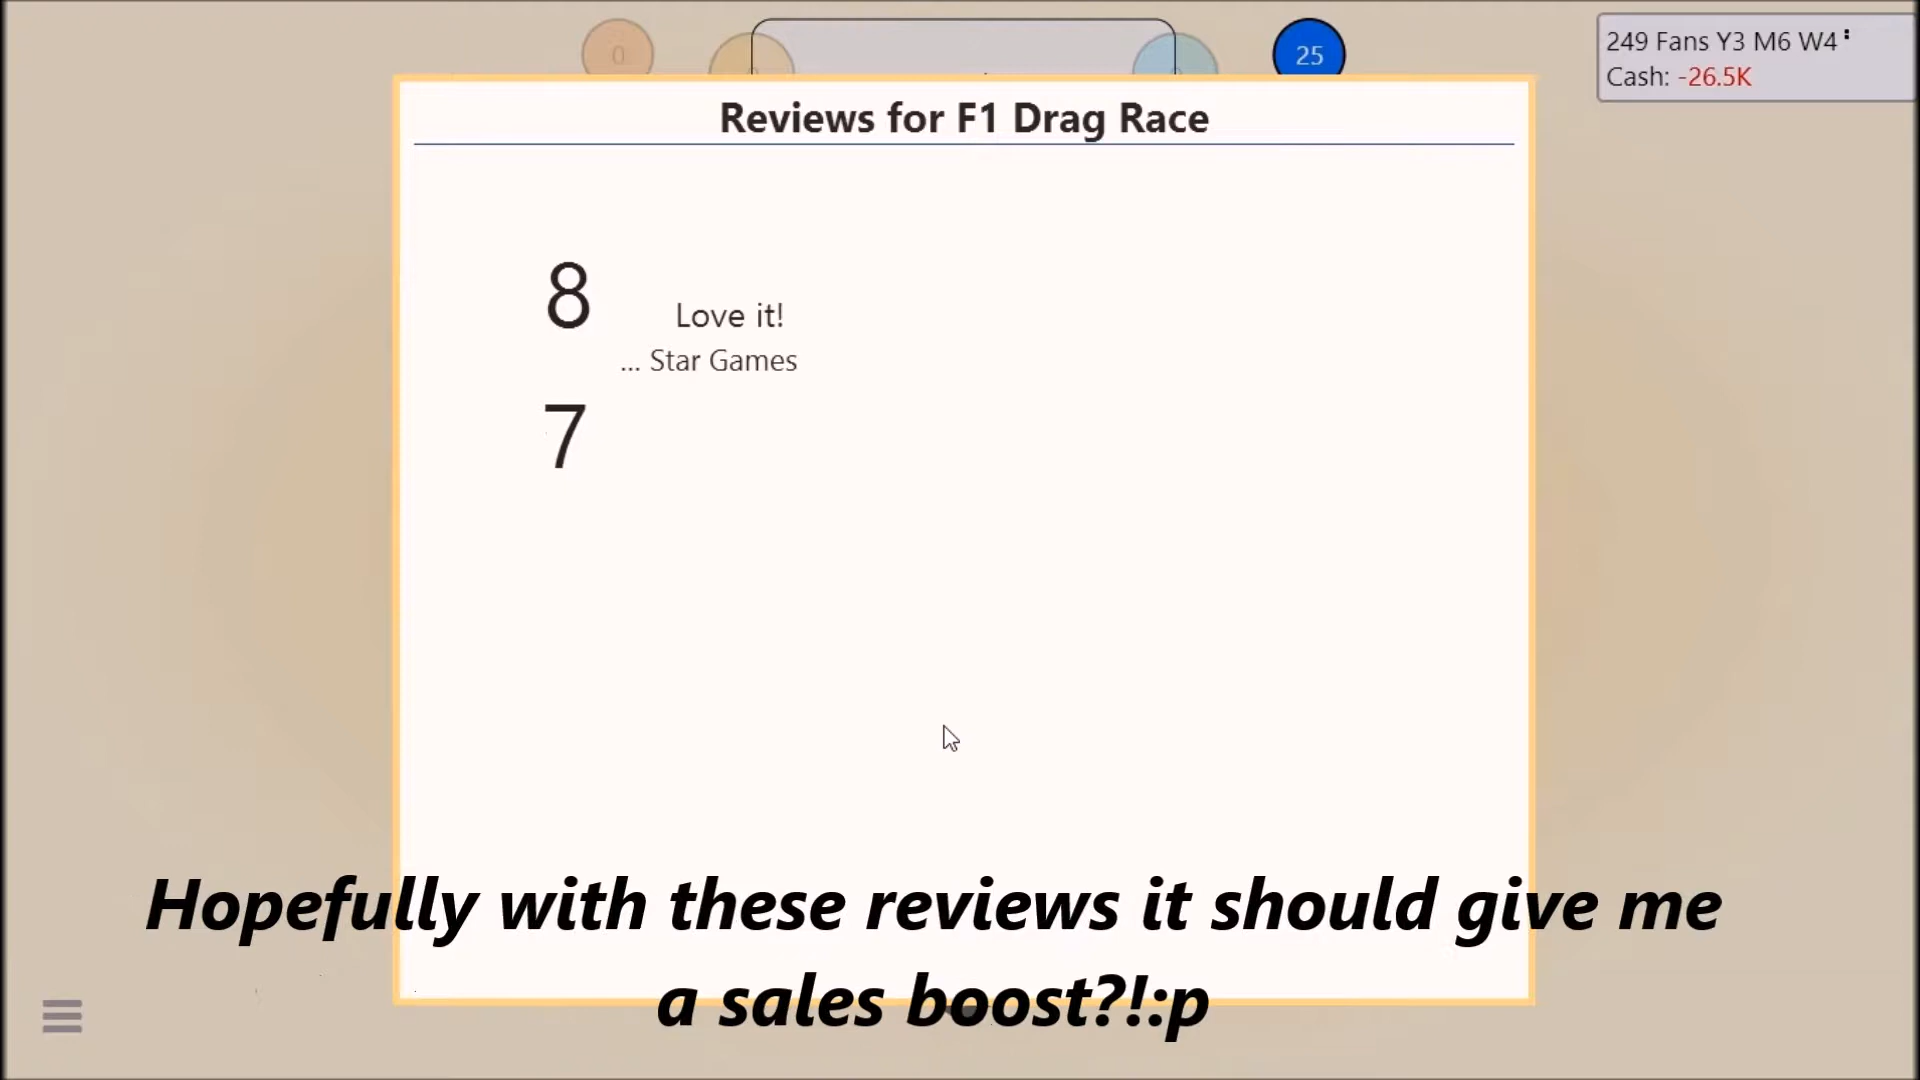 0
25
249 Fans Y3 M6 W4
Cash: -26.5K
Reviews for F1 Drag Race
8
Love it!
... Star Games
7
Hopefully with these reviews it should give me
a sales boost?!:p